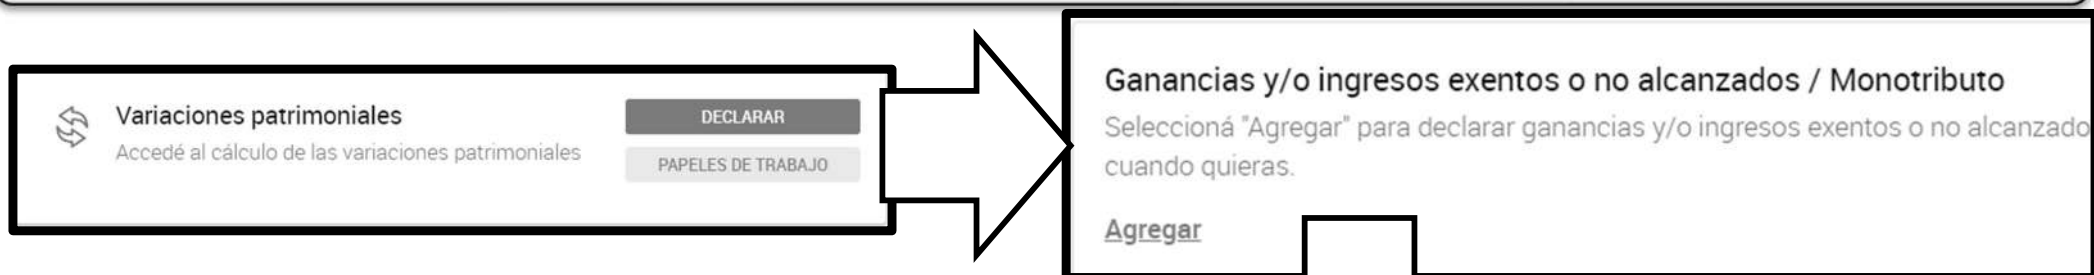 Variaciones patrimoniales
DECLARAR
Accedé al cálculo de las variaciones patrimoniales
PAPELES DE TRABAJO
Ganancias y/o ingresos exentos o no alcanzados / Monotributo
Seleccioná "Agregar" para declarar ganancias y/o ingresos exentos o no alcanzado
cuando quieras.
Agregar